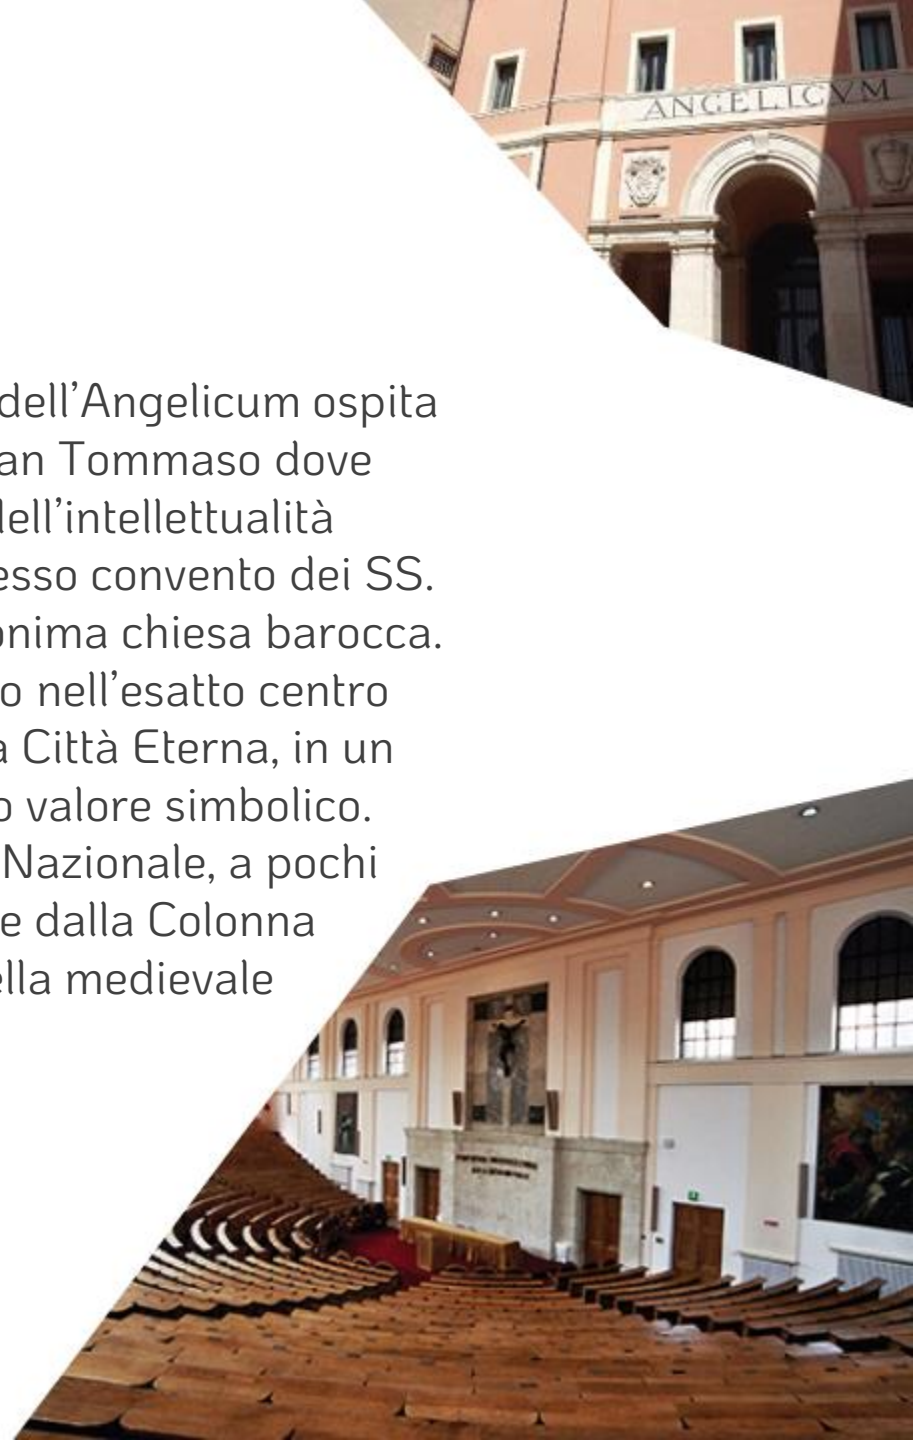 ANGELICVM
dell’Angelicum ospita
an Tommaso dove
dell’intellettualità
esso convento dei SS.
onima chiesa barocca.
o nell’esatto centro
a Città Eterna, in un
o valore simbolico.
Nazionale, a pochi
e dalla Colonna
ella medievale